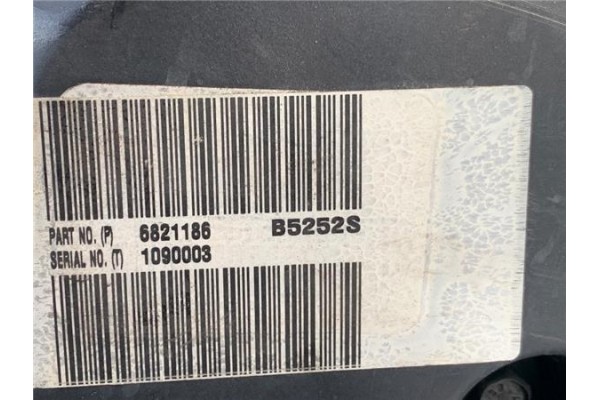 PART NO. (P) 6821186 B5252S
SERIAL NO. (T) 1090003